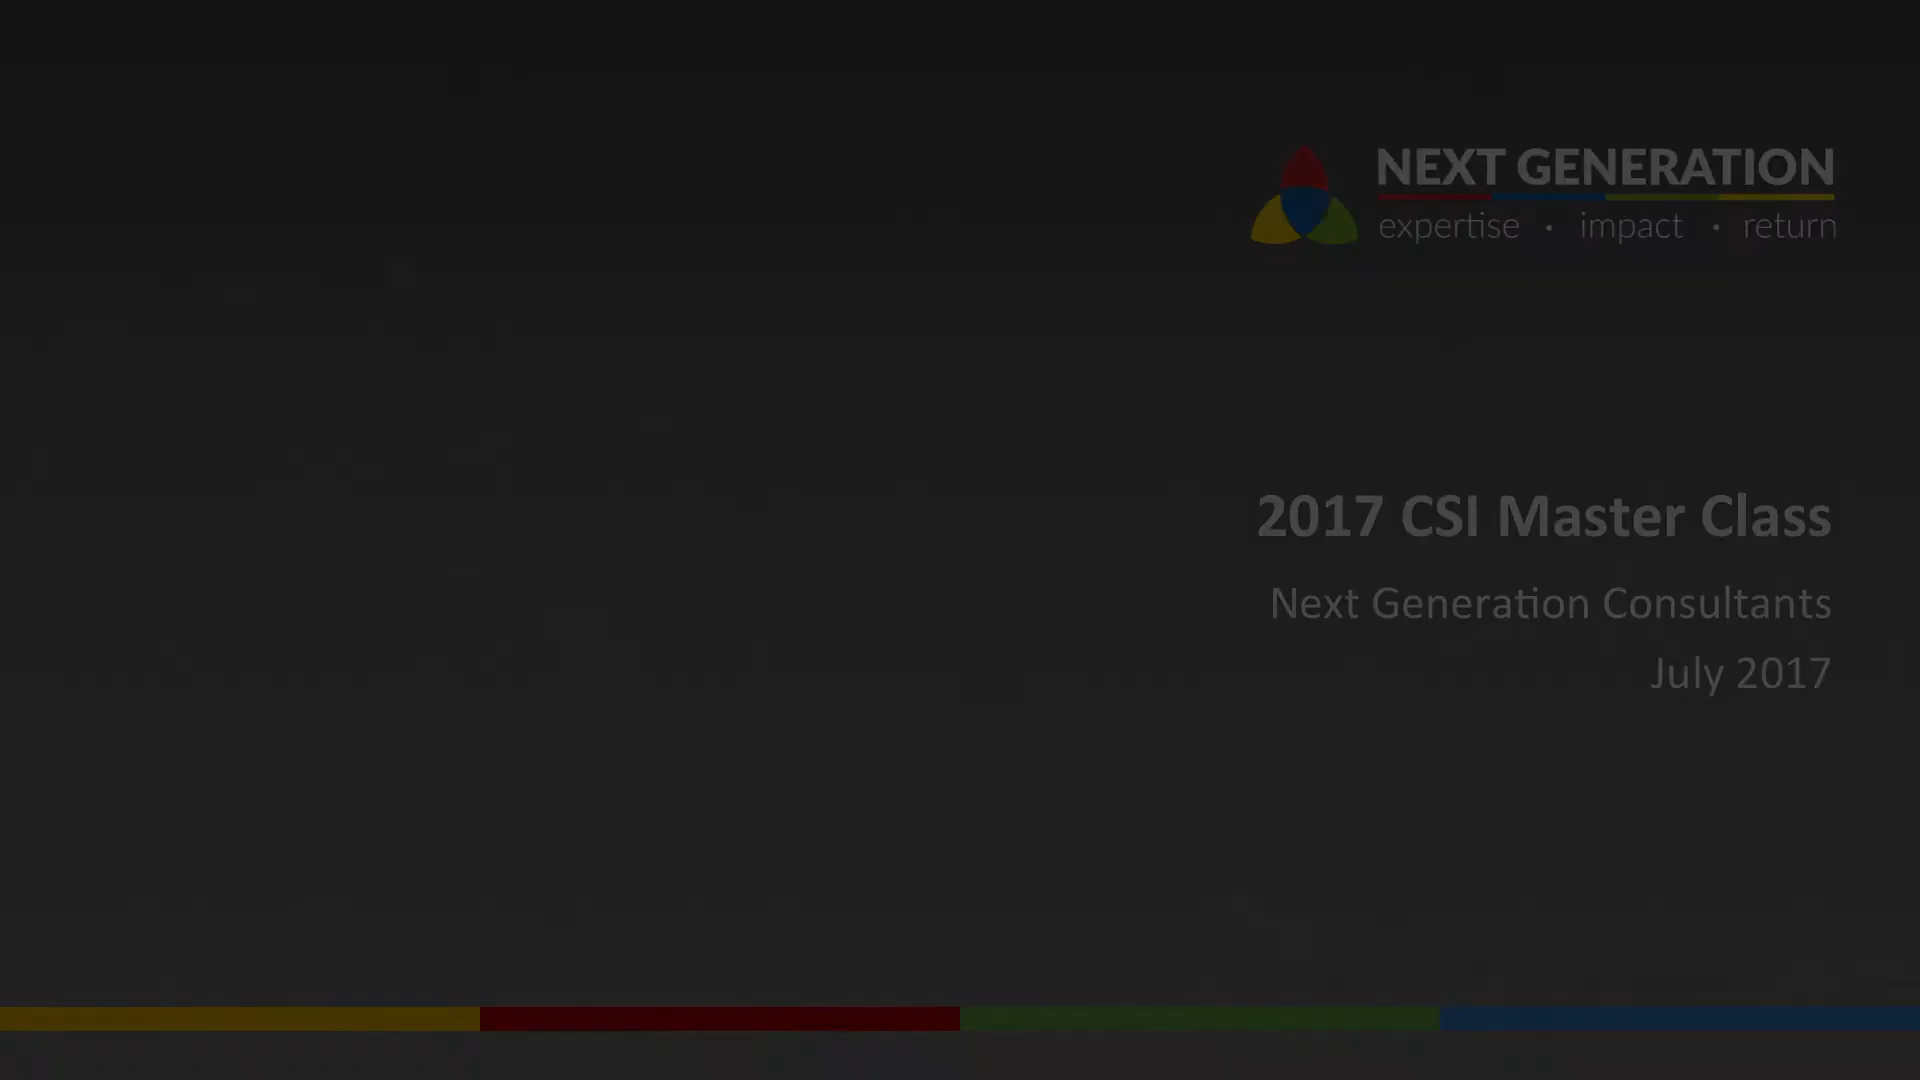 NEXT GENERATION
expertise · impact · return
2017 CSI Master Class
Next Generation Consultants
July 2017